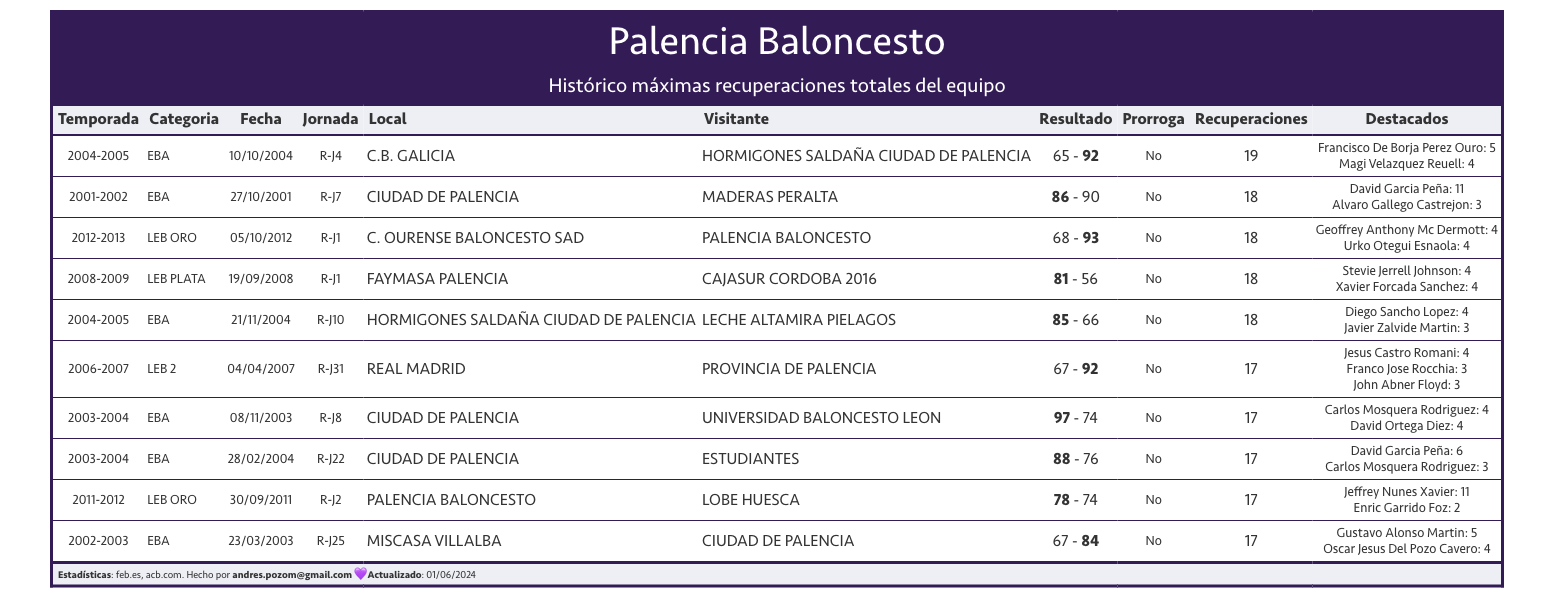 Palencia Baloncesto
Histórico máximas recuperaciones totales del equipo
Temporada Categoria Fecha Jornada Local Visitante Resultado Prorroga Recuperaciones Destacados
2004-2005 EBA 10/10/2004 R-J4 C.B. GALICIA HORMIGONES SALDAÑA CIUDAD DE PALENCIA 65 - 92 No 19 Francisco De Borja Perez Ouro: 5
Magi Velazquez Reuell: 4
2001-2002 EBA 27/10/2001 R-J7 CIUDAD DE PALENCIA MADERAS PERALTA 86 - 90 No 18 David Garcia Peña: 11
Alvaro Gallego Castrejon: 3
2012-2013 LEB ORO 05/10/2012 R-J1 C. OURENSE BALONCESTO SAD PALENCIA BALONCESTO 68 - 93 No 18 Geoffrey Anthony Mc Dermott: 4
Urko Otegui Esnaola: 4
2008-2009 LEB PLATA 19/09/2008 R-J1 FAYMASA PALENCIA CAJASUR CORDOBA 2016 81 - 56 No 18 Stevie Jerrell Johnson: 4
Xavier Forcada Sanchez: 4
2004-2005 EBA 21/11/2004 R-J10 HORMIGONES SALDAÑA CIUDAD DE PALENCIA LECHE ALTAMIRA PIELAGOS 85 - 66 No 18 Diego Sancho Lopez: 4
Javier Zalvide Martin: 3
2006-2007 LEB 2 04/04/2007 R-J31 REAL MADRID PROVINCIA DE PALENCIA 67 - 92 No 17 Jesus Castro Romani: 4
Franco Jose Rocchia: 3
John Abner Floyd: 3
2003-2004 EBA 08/11/2003 R-J8 CIUDAD DE PALENCIA UNIVERSIDAD BALONCESTO LEON 97 - 74 No 17 Carlos Mosquera Rodriguez: 4
David Ortega Diez: 4
2003-2004 EBA 28/02/2004 R-J22 CIUDAD DE PALENCIA ESTUDIANTES 88 - 76 No 17 David Garcia Peña: 6
Carlos Mosquera Rodriguez: 3
2011-2012 LEB ORO 30/09/2011 R-J2 PALENCIA BALONCESTO LOBE HUESCA 78 - 74 No 17 Jeffrey Nunes Xavier: 11
Enric Garrido Foz: 2
2002-2003 EBA 23/03/2003 R-J25 MISCASA VILLALBA CIUDAD DE PALENCIA 67 - 84 No 17 Gustavo Alonso Martin: 5
Oscar Jesus Del Pozo Cavero: 4
Estadísticas: feb.es, acb.com. Hecho por andres.pozom@gmail.com 💜Actualizado: 01/06/2024